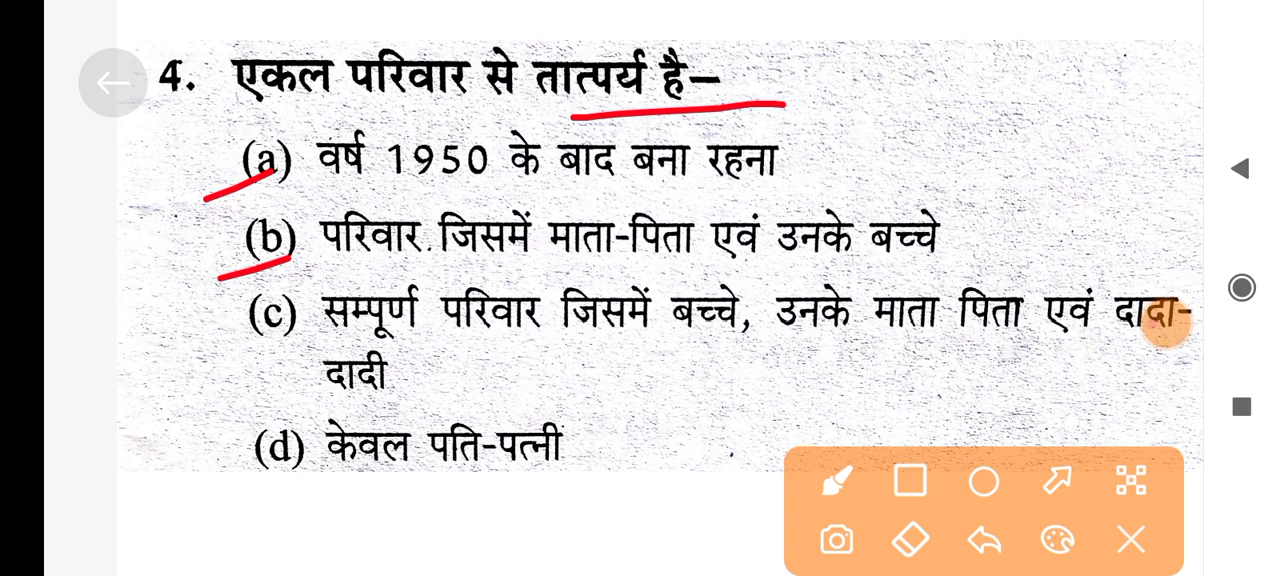 4. एकल परिवार से तात्पर्य है–
(a) वर्ष 1950 के बाद बना रहना
(b) परिवार जिसमें माता-पिता एवं उनके बच्चे
(c) सम्पूर्ण परिवार जिसमें बच्चे, उनके माता पिता एवं दादा-
दादी
(d) केवल पति-पत्नी